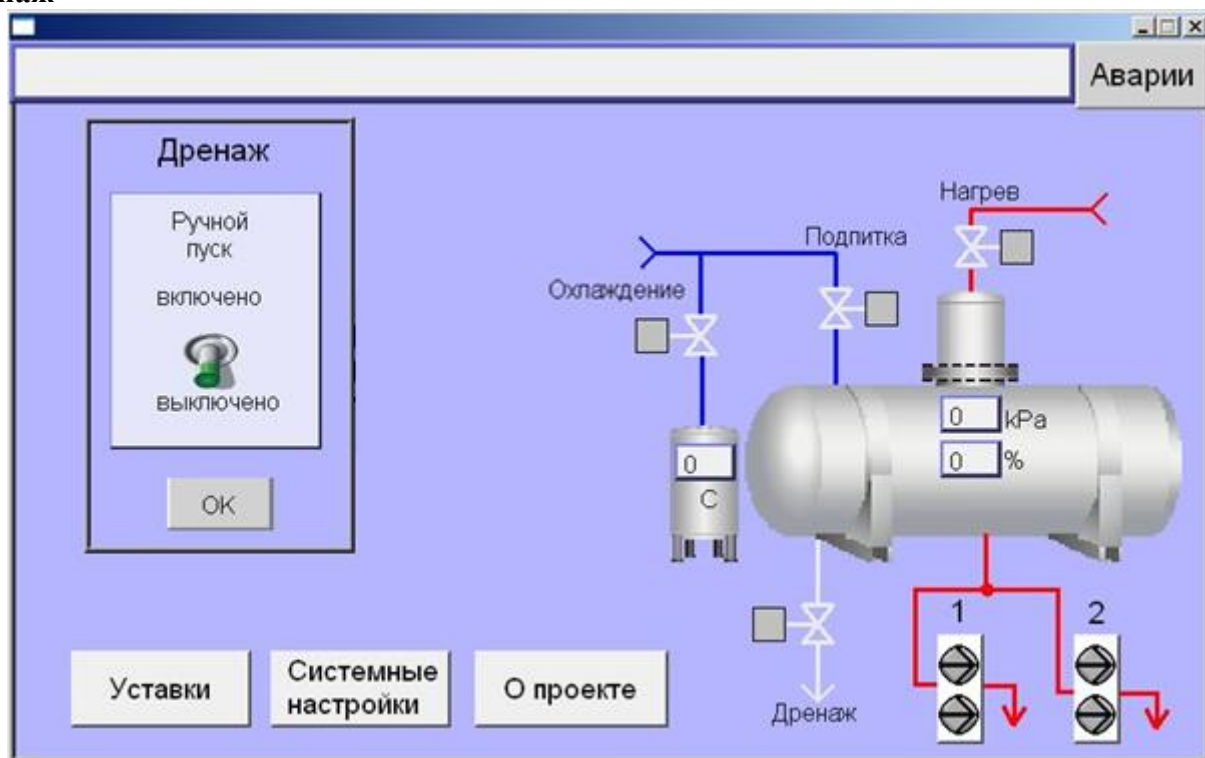 Аварии
Дренаж
Ручной
пуск
включено
выключено
OK
Нагрев
Подпитка
Охлаждение
0
kPa
0
%
0
C
1
2
Дренаж
Уставки
Системные
настройки
О проекте